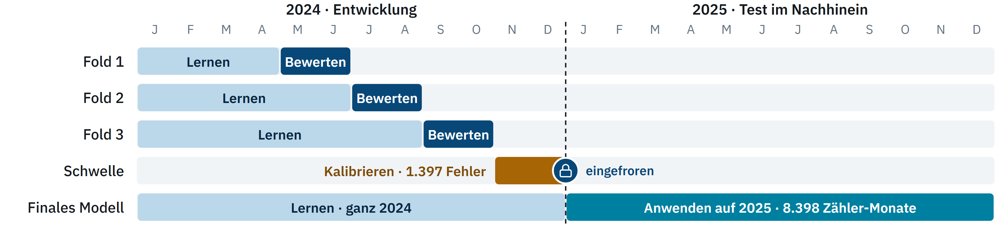 2024 · Entwicklung 2025 · Test im Nachhinein
J F M A M J J A S O N D J F M A M J J A S O N D
Fold 1 Lernen Bewerten
Fold 2 Lernen Bewerten
Fold 3 Lernen Bewerten
Schwelle Kalibrieren · 1.397 Fehler eingefroren
Finales Modell Lernen · ganz 2024 Anwenden auf 2025 · 8.398 Zähler-Monate